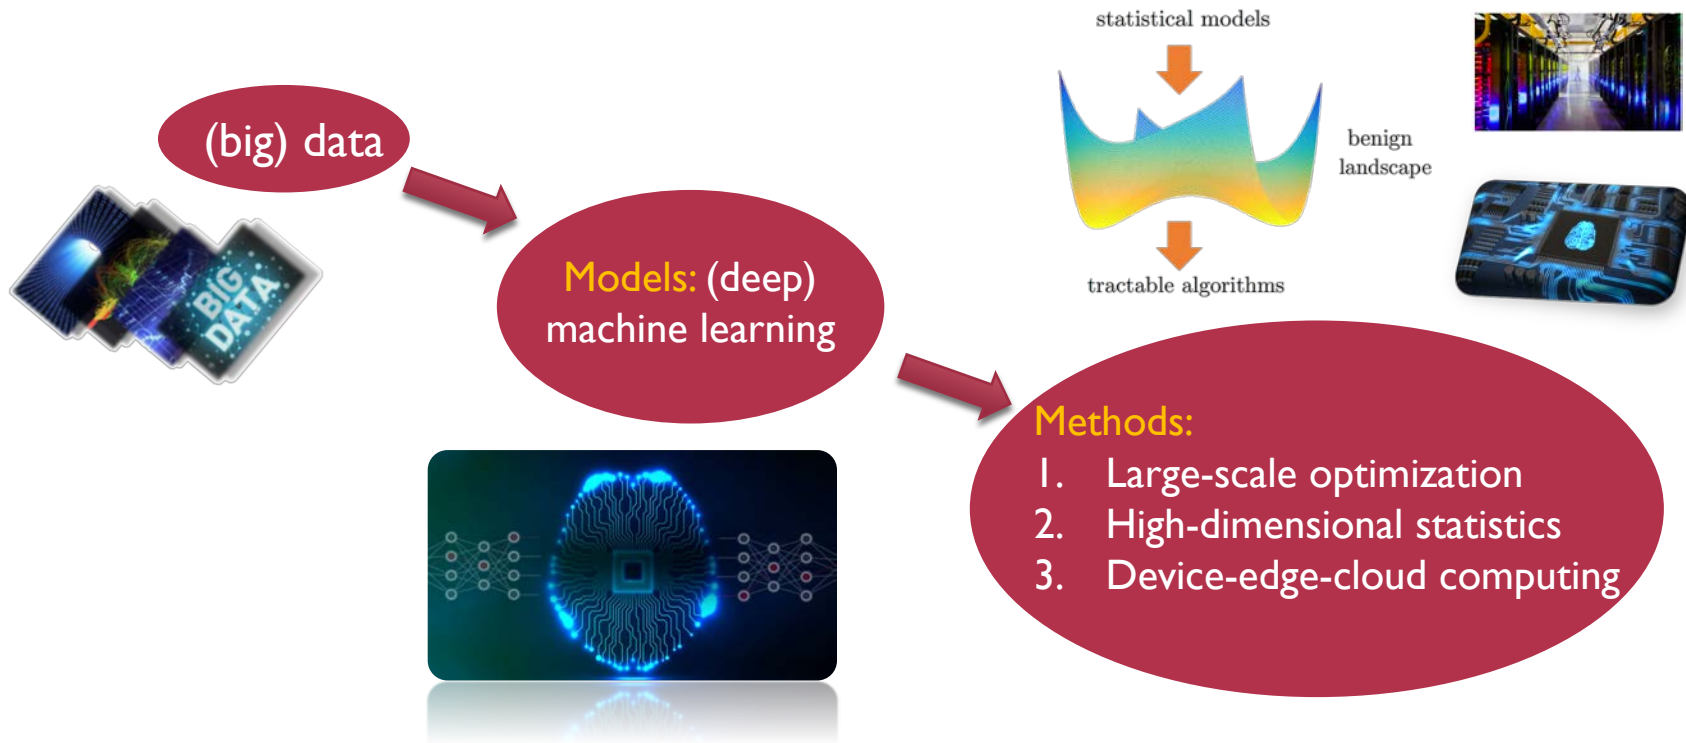 (big) data
BIG
DATA
Models: (deep)
machine learning
statistical models
benign
landscape
tractable algorithms
Methods:
1. Large-scale optimization
2. High-dimensional statistics
3. Device-edge-cloud computing